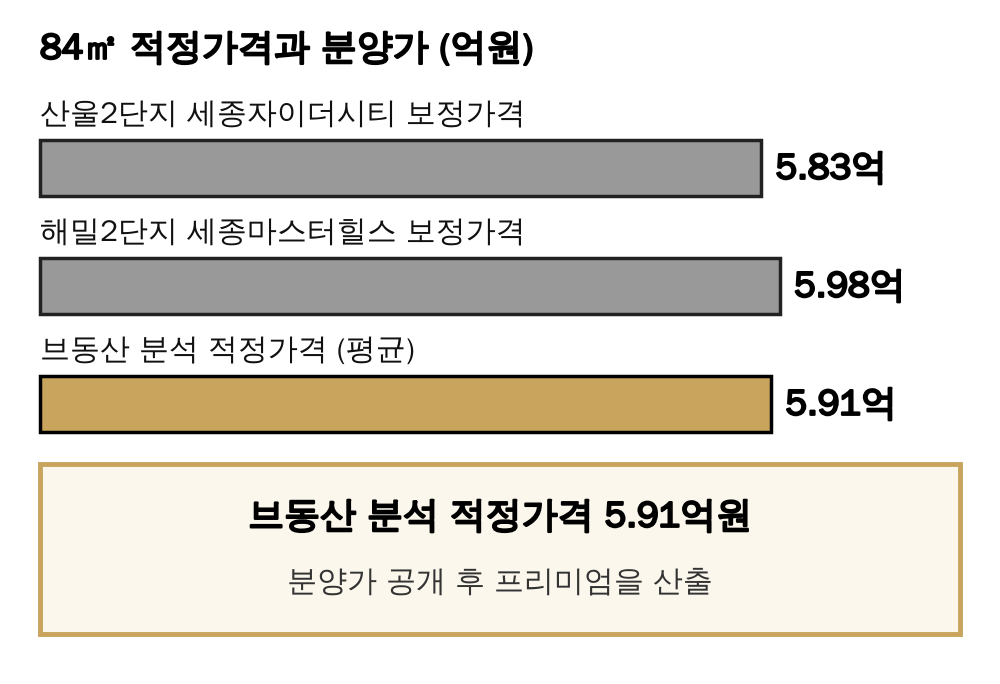 84㎡ 적정가격과 분양가 (억원)
산울2단지 세종자이더시티 보정가격
5.83억
해밀2단지 세종마스터힐스 보정가격
5.98억
브동산 분석 적정가격 (평균)
5.91억
브동산 분석 적정가격 5.91억원
분양가 공개 후 프리미엄을 산출